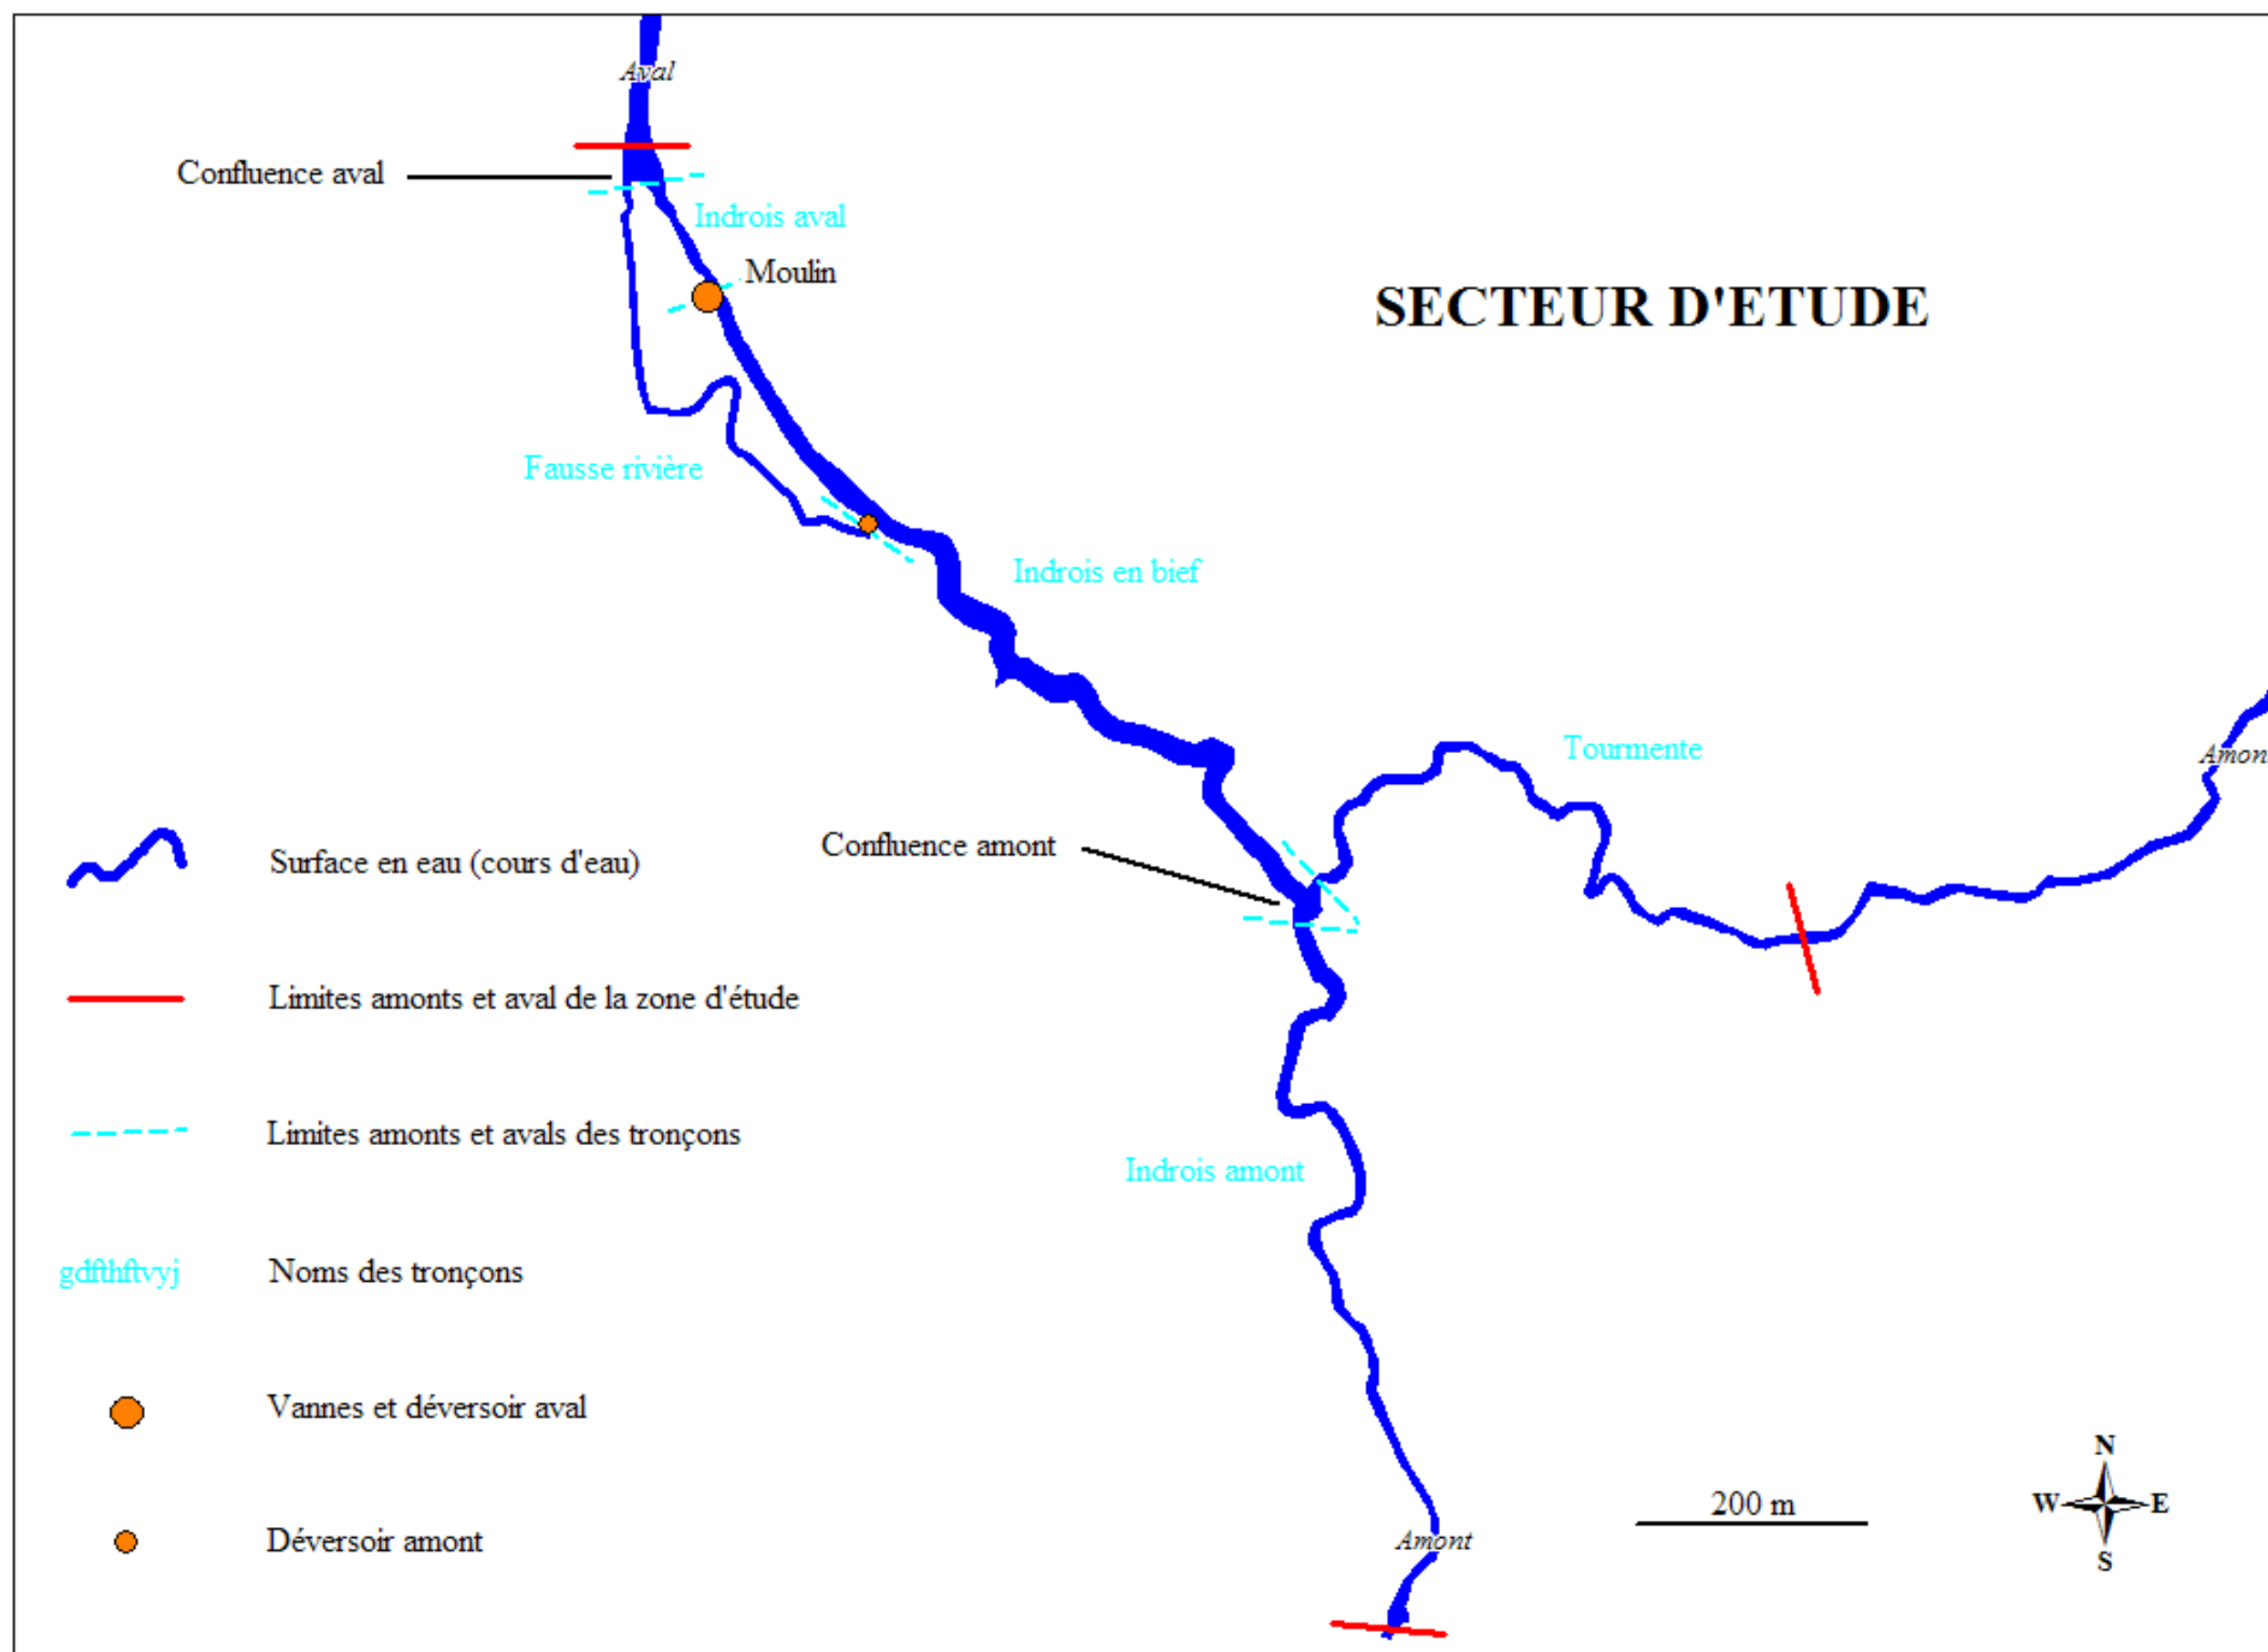 Aval
Confluence aval
Indrois aval
Moulin
SECTEUR D'ETUDE
Fausse rivière
Indrois en bief
Tourmente
Amon
Confluence amont
Surface en eau (cours d'eau)
Limites amonts et aval de la zone d'étude
Limites amonts et avals des tronçons
Indrois amont
gdfthftvyj
Noms des tronçons
Vannes et déversoir aval
Déversoir amont
Amont
200 m
N
W
E
S